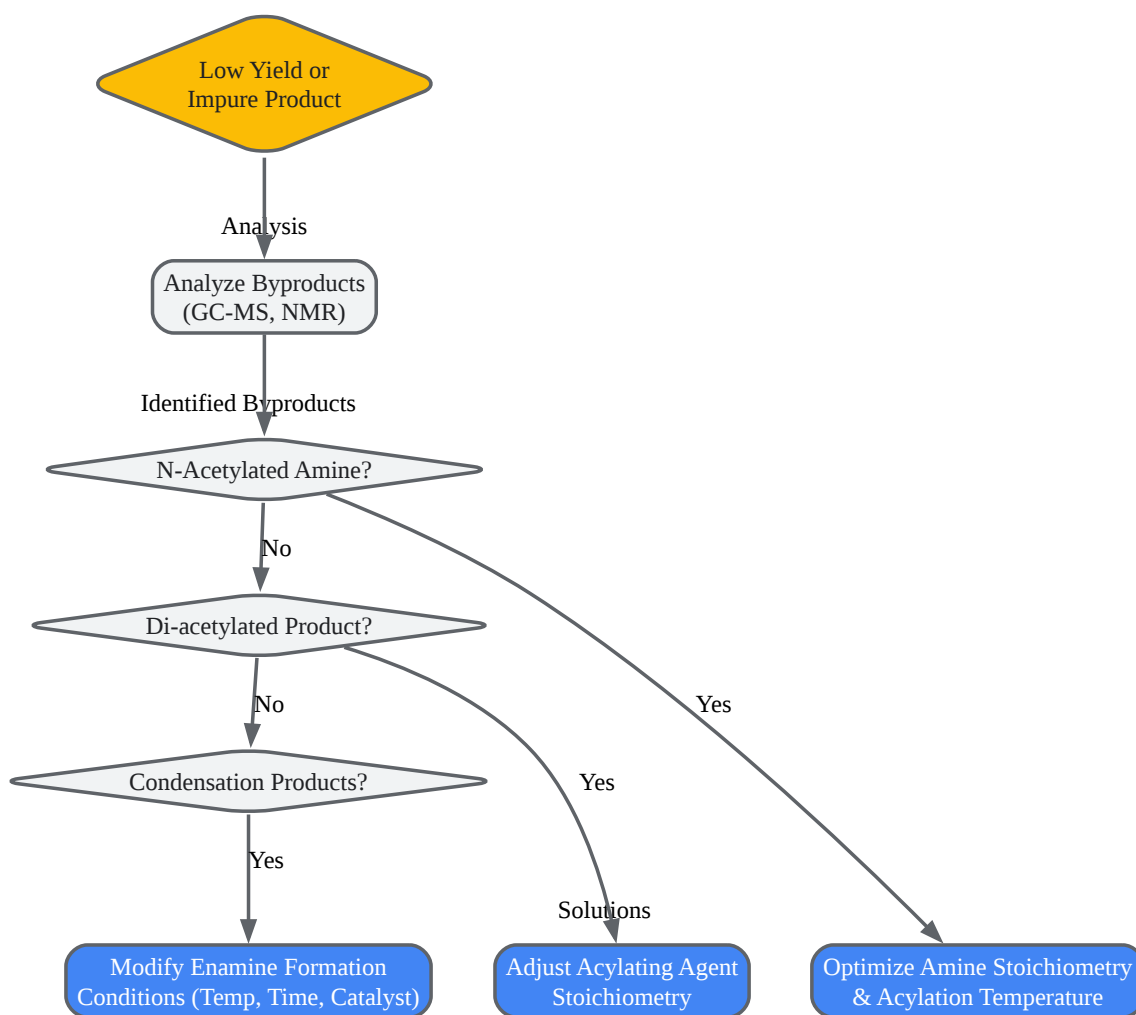 Low Yield or
Impure Product
Analysis
Analyze Byproducts
(GC-MS, NMR)
Identified Byproducts
N-Acetylated Amine?
No
Di-acetylated Product?
No
Yes
Condensation Products?
Yes
Yes
Solutions
Modify Enamine Formation
Conditions (Temp, Time, Catalyst)
Adjust Acylating Agent
Stoichiometry
Optimize Amine Stoichiometry
& Acylation Temperature